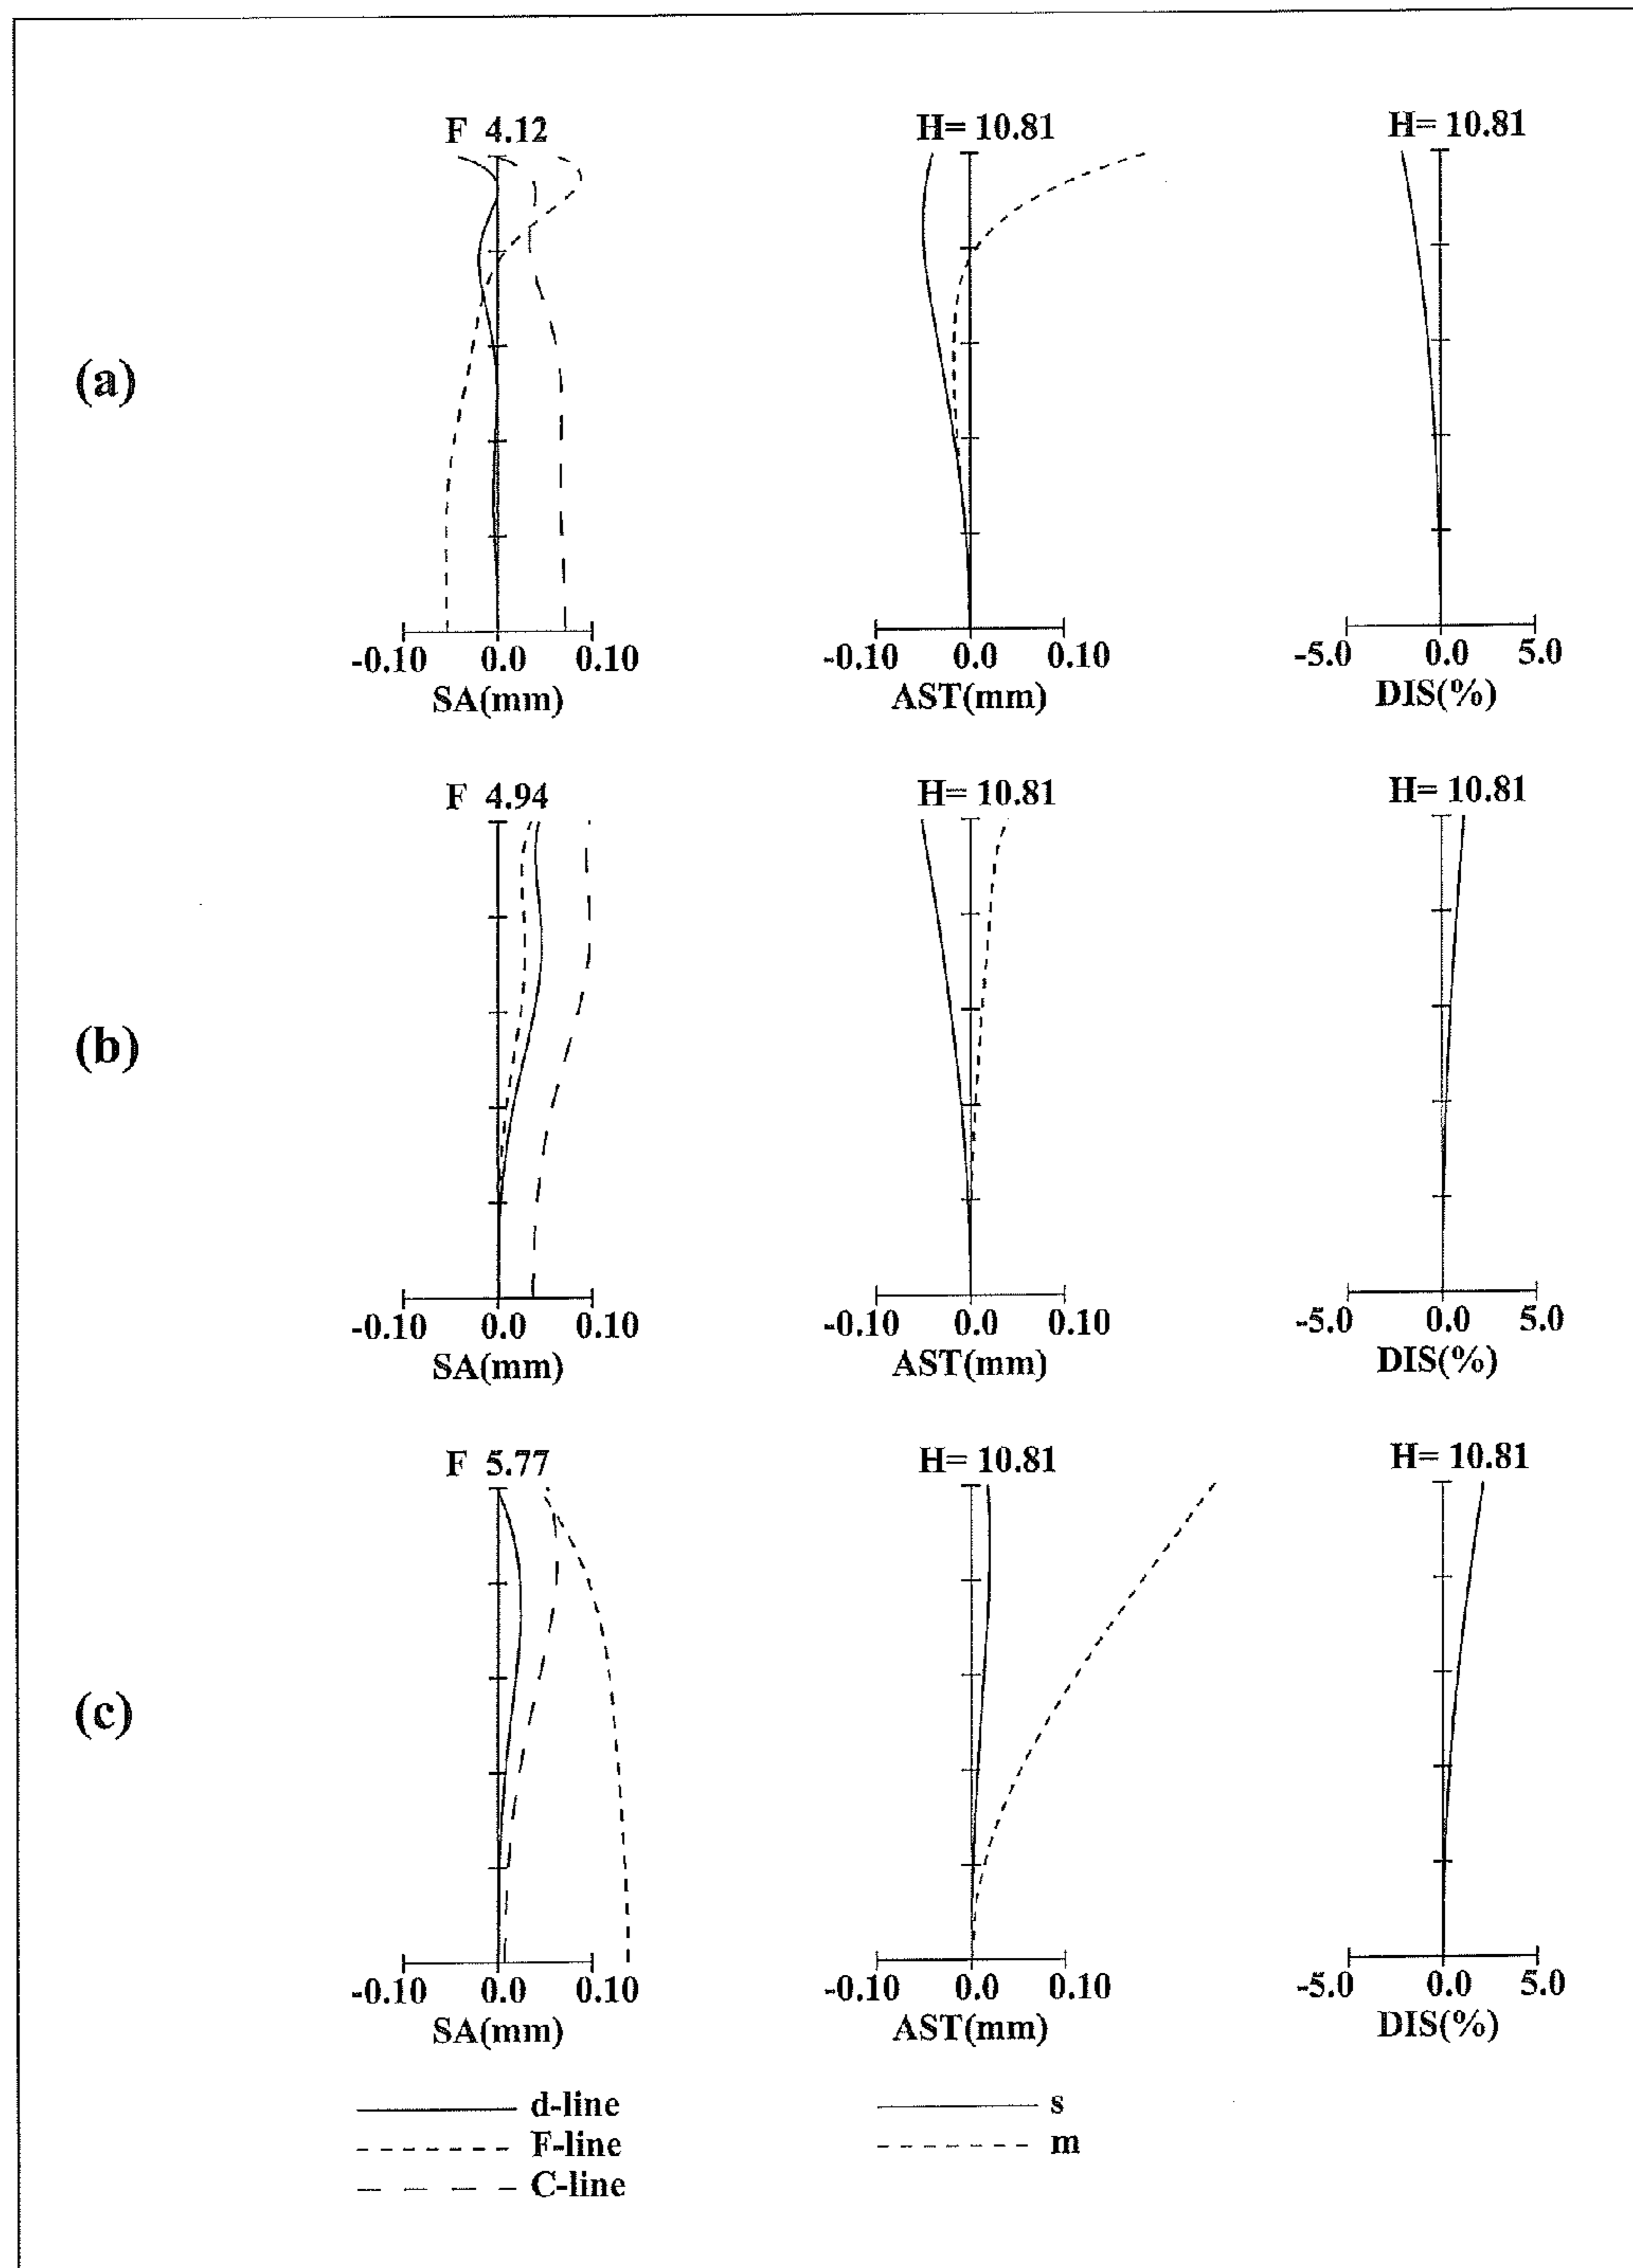 (a)
F 4.12
H= 10.81
H= 10.81
-0.10 0.0 0.10
SA(mm)
-0.10 0.0 0.10
AST(mm)
-5.0 0.0 5.0
DIS(%)
(b)
F 4.94
H= 10.81
H= 10.81
-0.10 0.0 0.10
SA(mm)
-0.10 0.0 0.10
AST(mm)
-5.0 0.0 5.0
DIS(%)
(c)
F 5.77
H= 10.81
H= 10.81
-0.10 0.0 0.10
SA(mm)
-0.10 0.0 0.10
AST(mm)
-5.0 0.0 5.0
DIS(%)
d-line
F-line
C-line
s
m